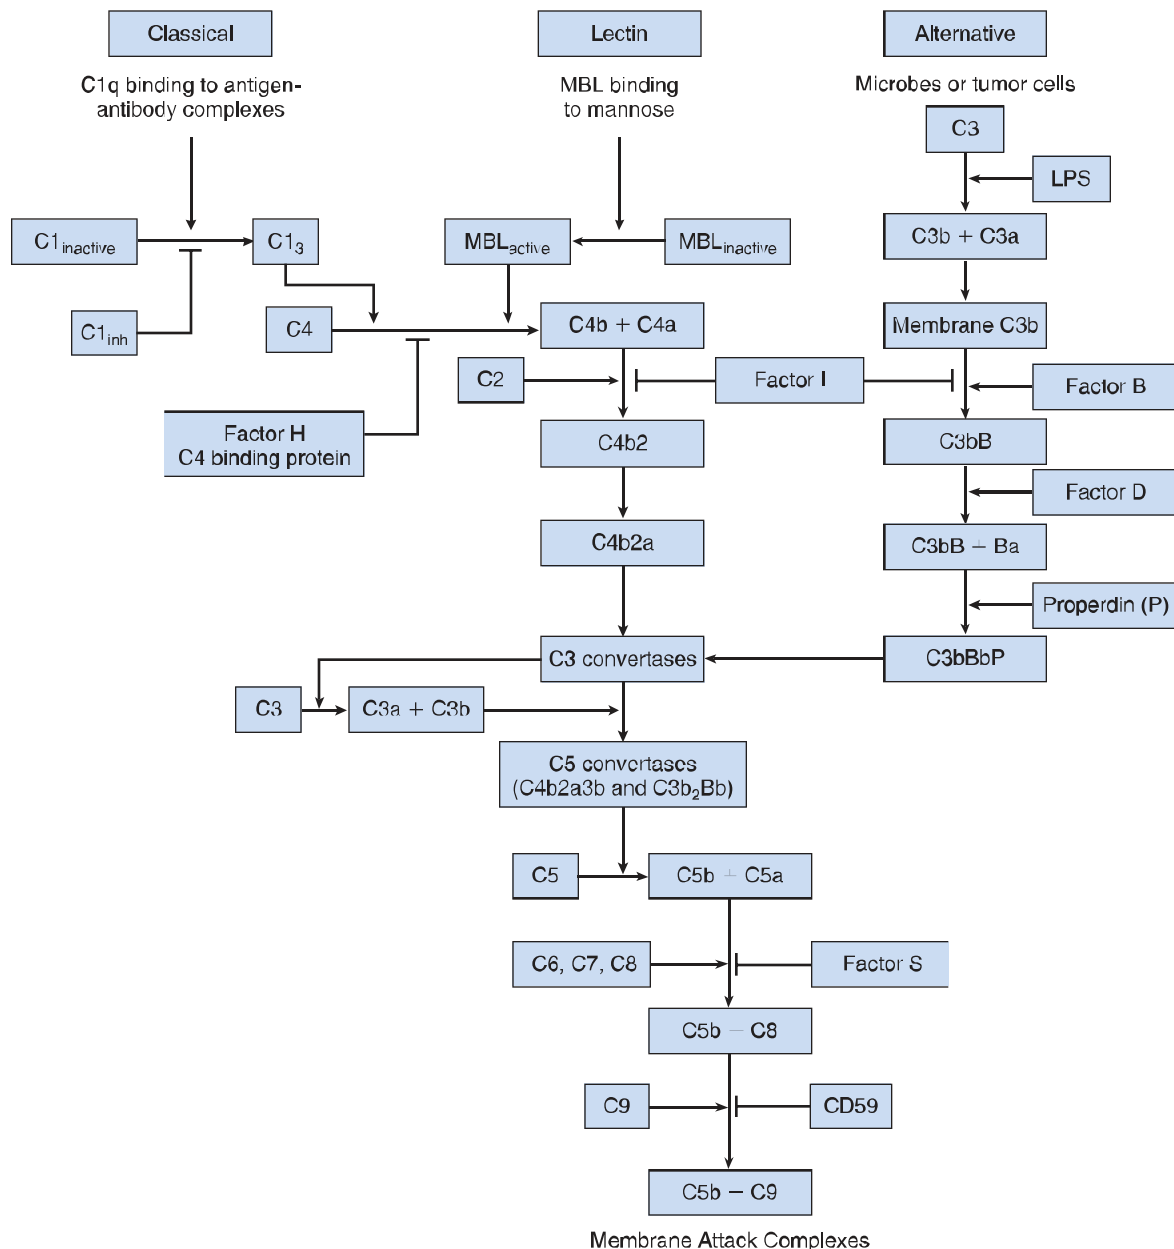 Classical
Lectin
Alternative
C1q binding to antigen-
antibody complexes
MBL binding
to mannose
Microbes or tumor cells
C3
LPS
C1inactive
C13
MBLactive
MBLinactive
C3b + C3a
C1inh
C4
C4b + C4a
Membrane C3b
C2
Factor I
Factor B
Factor H
C4 binding protein
C4b2
C3bB
Factor D
C4b2a
C3bB + Ba
Properdin (P)
C3 convertases
C3bBbP
C3
C3a + C3b
C5 convertases
(C4b2a3b and C3b2Bb)
C5
C5b + C5a
C6, C7, C8
Factor S
C5b – C8
C9
CD59
C5b – C9
Membrane Attack Complexes